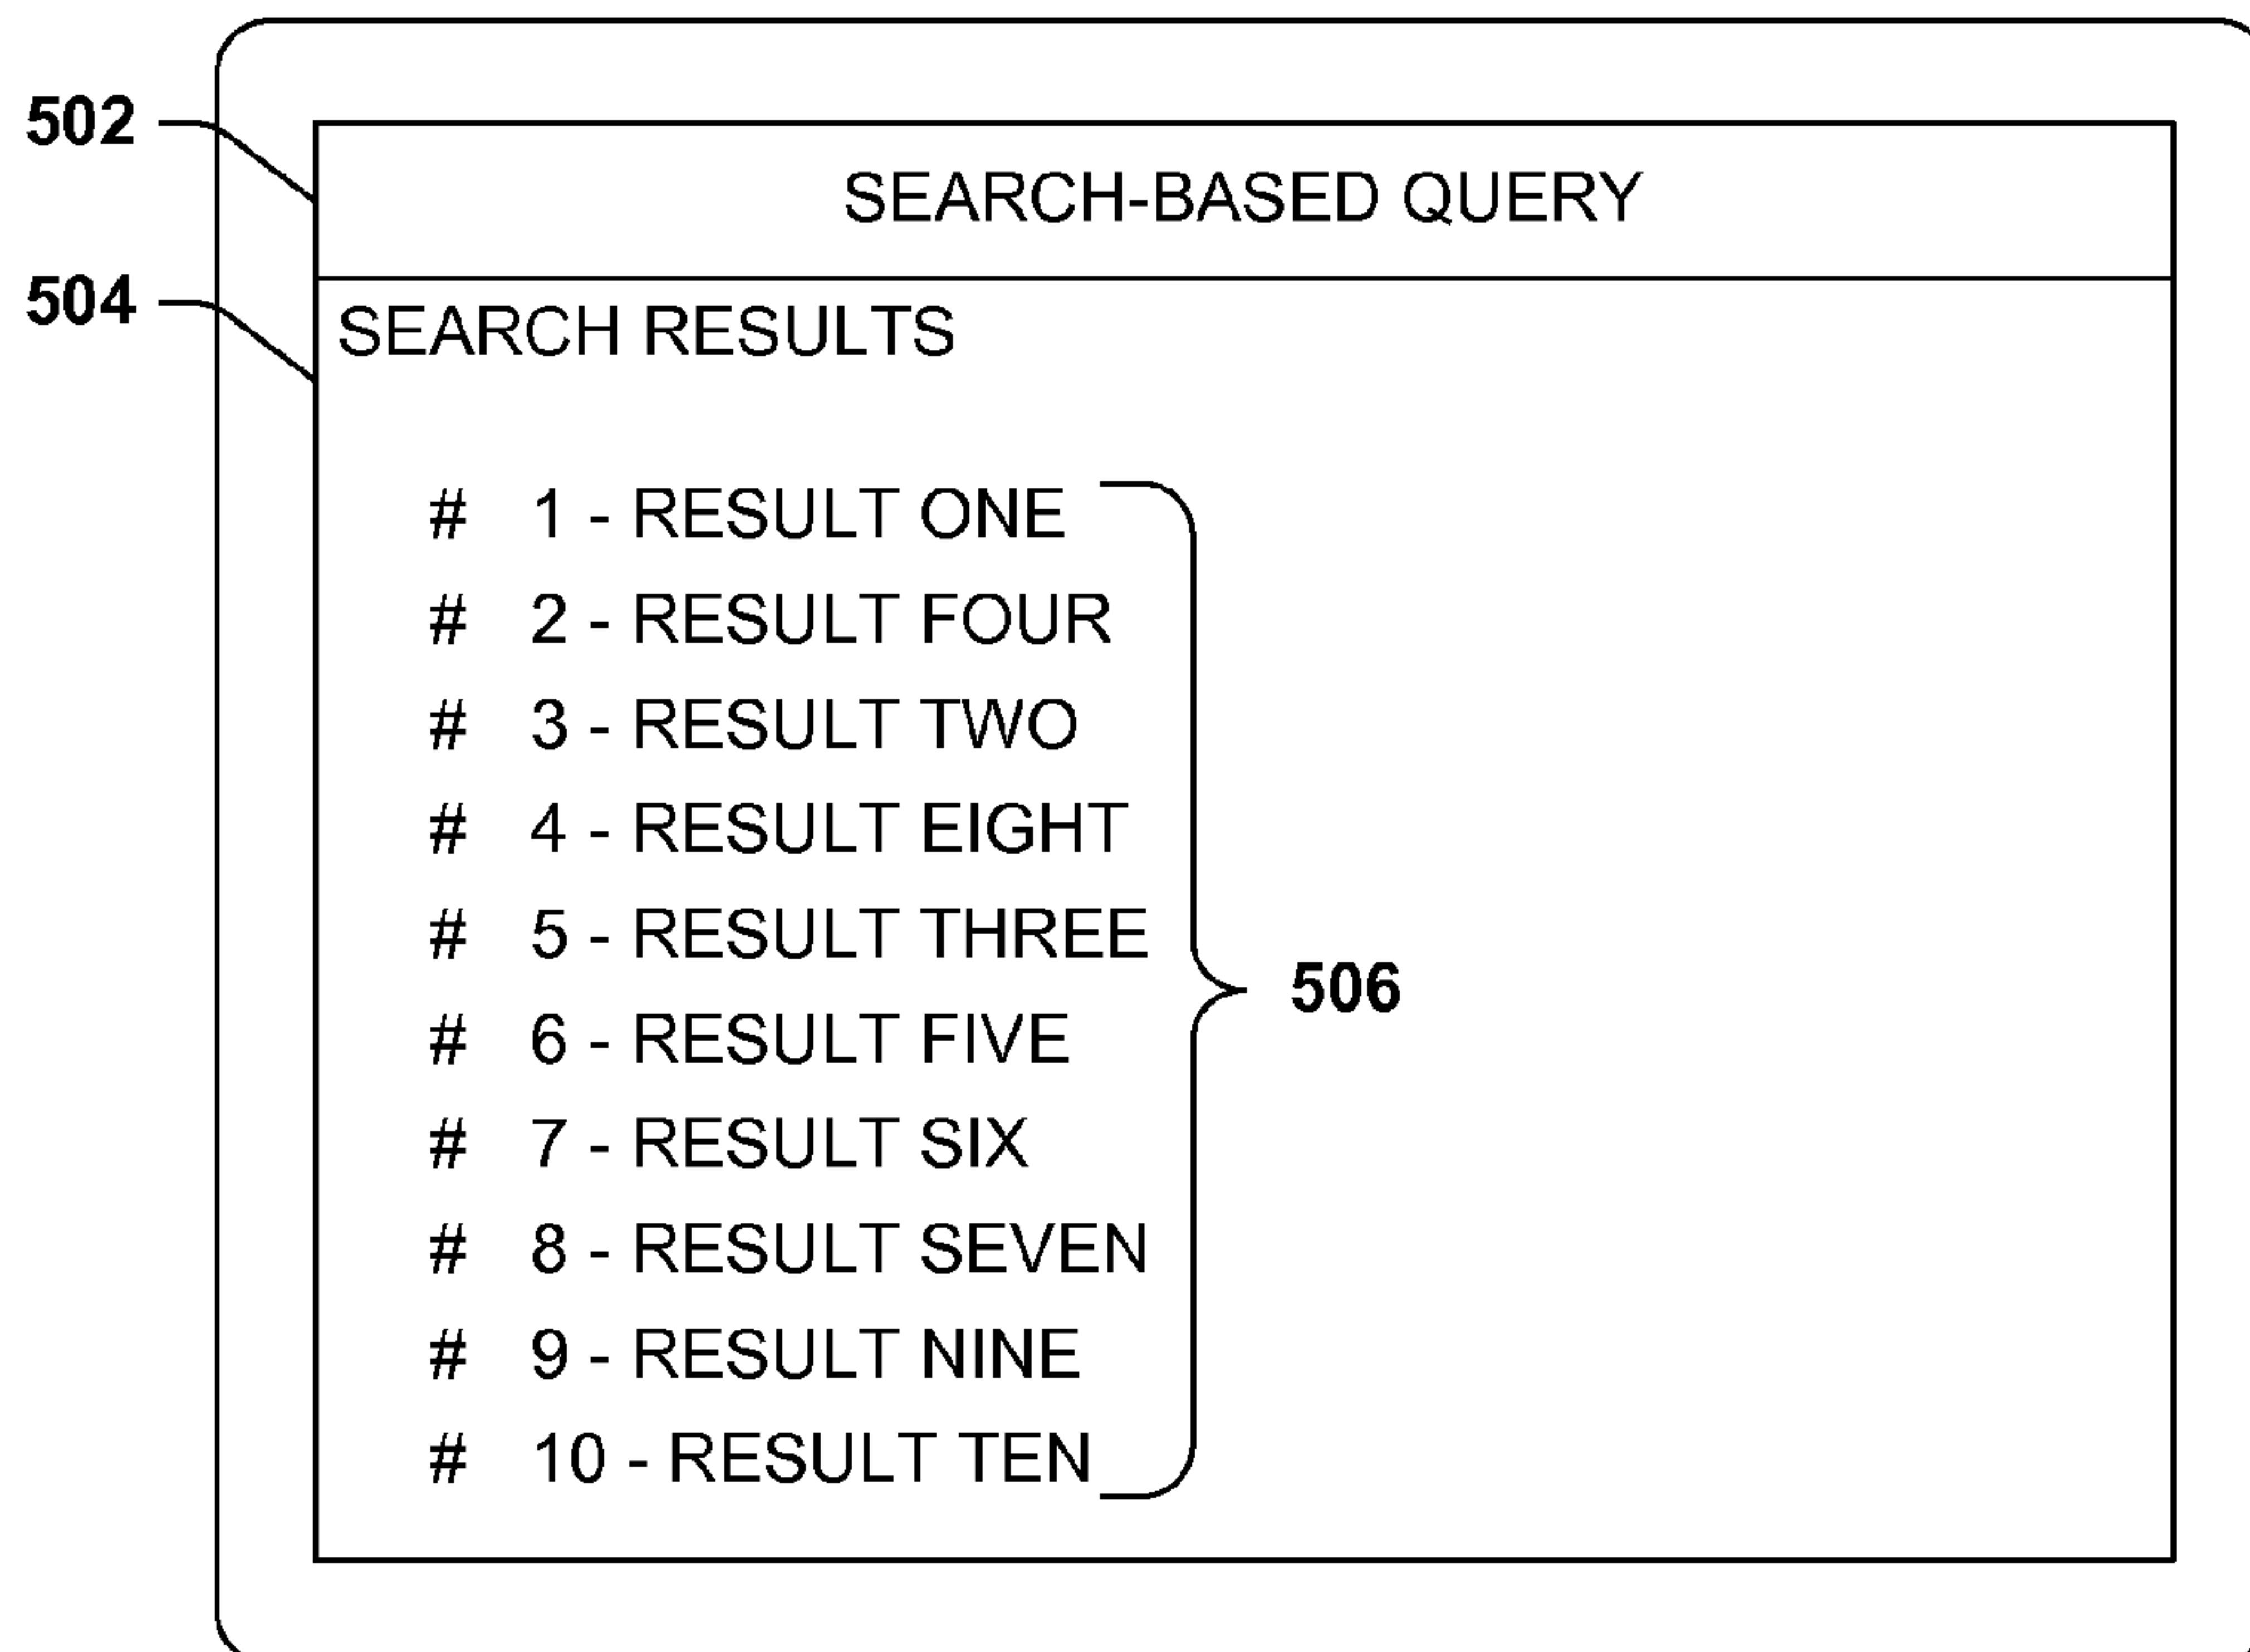 502
SEARCH-BASED QUERY
504
SEARCH RESULTS
# 1 - RESULT ONE
# 2 - RESULT FOUR
# 3 - RESULT TWO
# 4 - RESULT EIGHT
# 5 - RESULT THREE
506
# 6 - RESULT FIVE
# 7 - RESULT SIX
# 8 - RESULT SEVEN
# 9 - RESULT NINE
# 10 - RESULT TEN